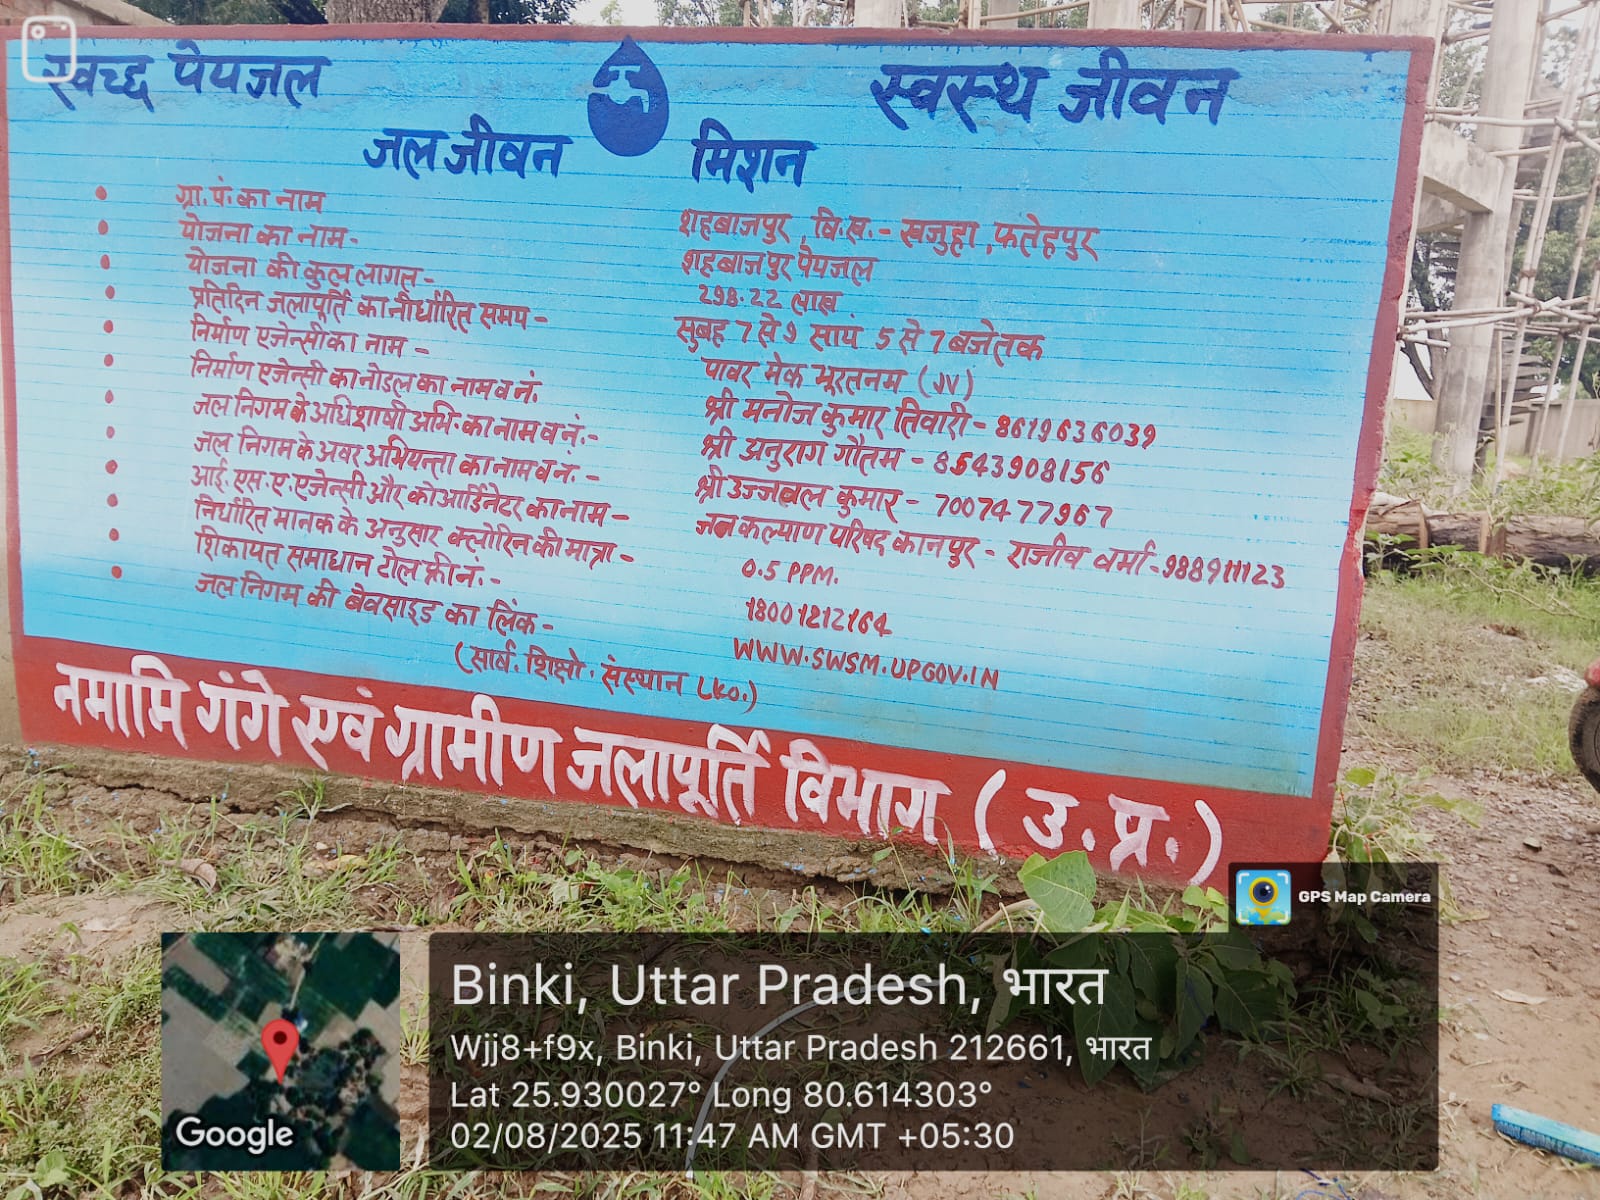 स्वच्छ पेयजल स्वस्थ जीवन
जल जीवन मिशन
ग्रा. पं. का नाम शहबाजपुर, वि.ख.- खजुहा, फतेहपुर
योजना का नाम- शहबाजपुर पेयजल
योजना की कुल लागत- 298.22 लाख
प्रतिदिन जलापूर्ति का नीर्धारित समय- सुबह 7 से 9 सायं 5 से 7 बजे तक
निर्माण एजेन्सी का नाम - पावर मेक भूरतनम (JV)
निर्माण एजेन्सी का नोडल का नाम व नं. श्री मनोज कुमार तिवारी- 8619636039
जल निगम के अधिशाषी अभि. का नाम व नं.- श्री अनुराग गौतम - 8543908156
जल निगम के अवर अभियन्ता का नाम व नं. - श्री उज्जवल कुमार- 7007477967
आई. एस. ए. एजेन्सी और कोआर्डिनेटर का नाम - जन कल्याण परिषद कानपुर - राजीव वर्मा-9889111123
निर्धारित मानक के अनुसार क्लोरिन की मात्रा - 0.5 PPM.
शिकायत समाधान टोल फ्री नं. - 18001212164
जल निगम की बेवसाइड का लिंक- WWW.SWSM.UPGOV.IN
(सार्व. शिक्षो. संस्थान LKO.)
नमामि गंगे एवं ग्रामीण जलापूर्ति विभाग (उ.प्र.)
GPS Map Camera
Binki, Uttar Pradesh, भारत
Wjj8+f9x, Binki, Uttar Pradesh 212661, भारत
Lat 25.930027° Long 80.614303°
02/08/2025 11:47 AM GMT +05:30
Google